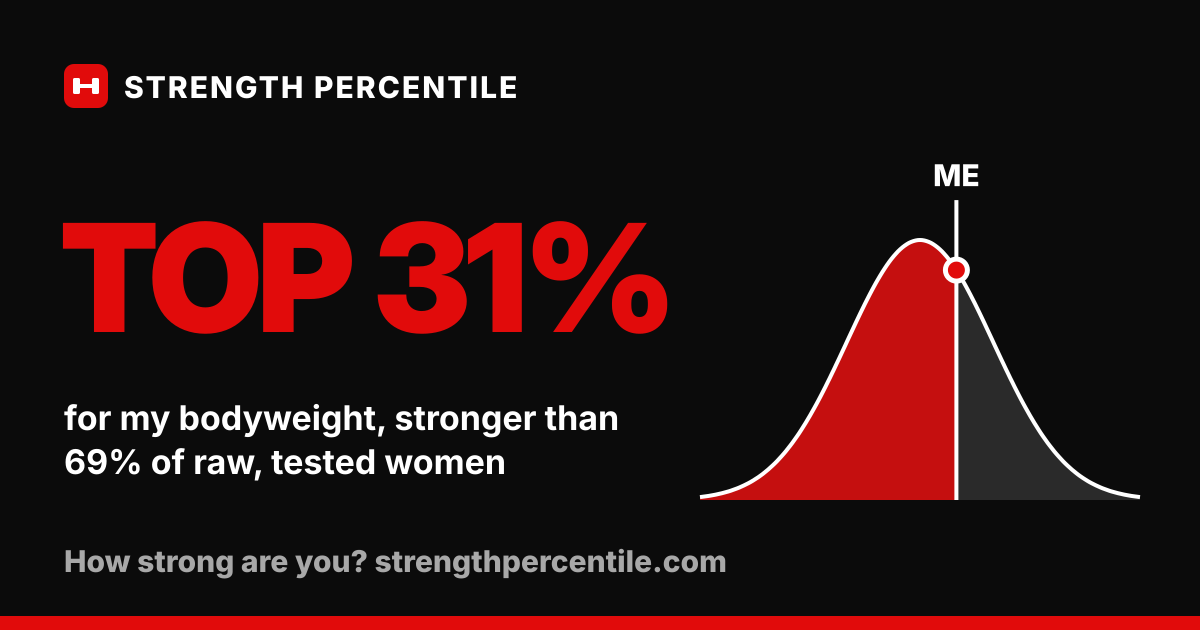 STRENGTH PERCENTILE
ME
TOP 31%
for my bodyweight, stronger than
69% of raw, tested women
How strong are you? strengthpercentile.com